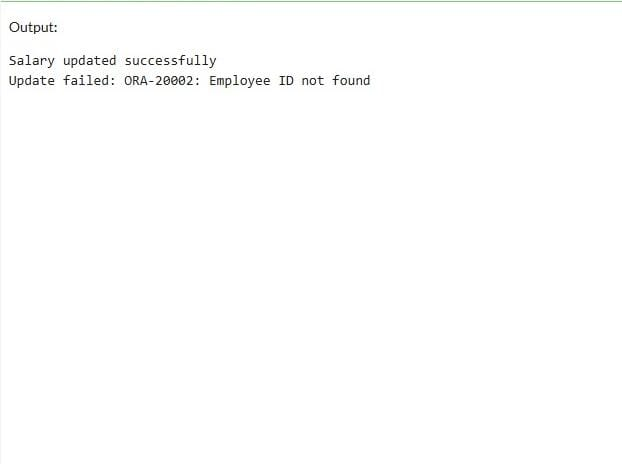 Output:
Salary updated successfully
Update failed: ORA-20002: Employee ID not found